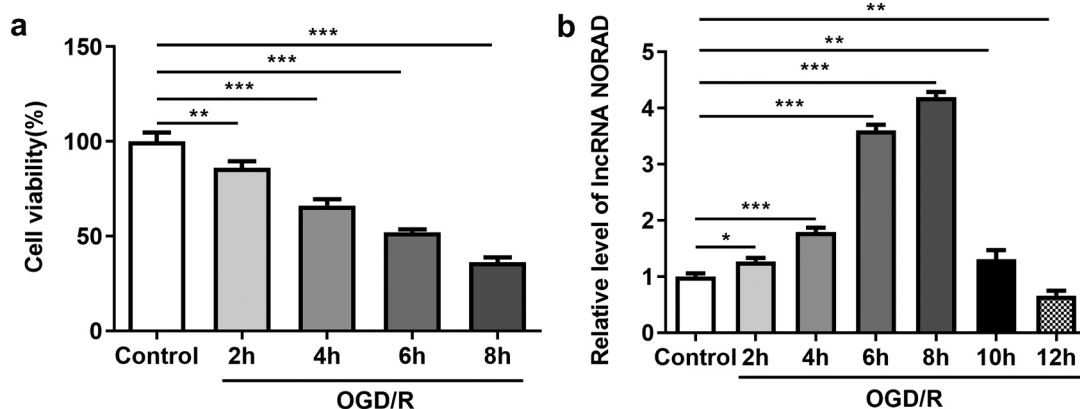 a
Cell viability(%)
150
100
50
0
***
***
***
**
Control 2h 4h 6h 8h
OGD/R
b
Relative level of lncRNA NORAD
5
4
3
2
1
0
**
**
***
***
***
*
Control 2h 4h 6h 8h 10h 12h
OGD/R